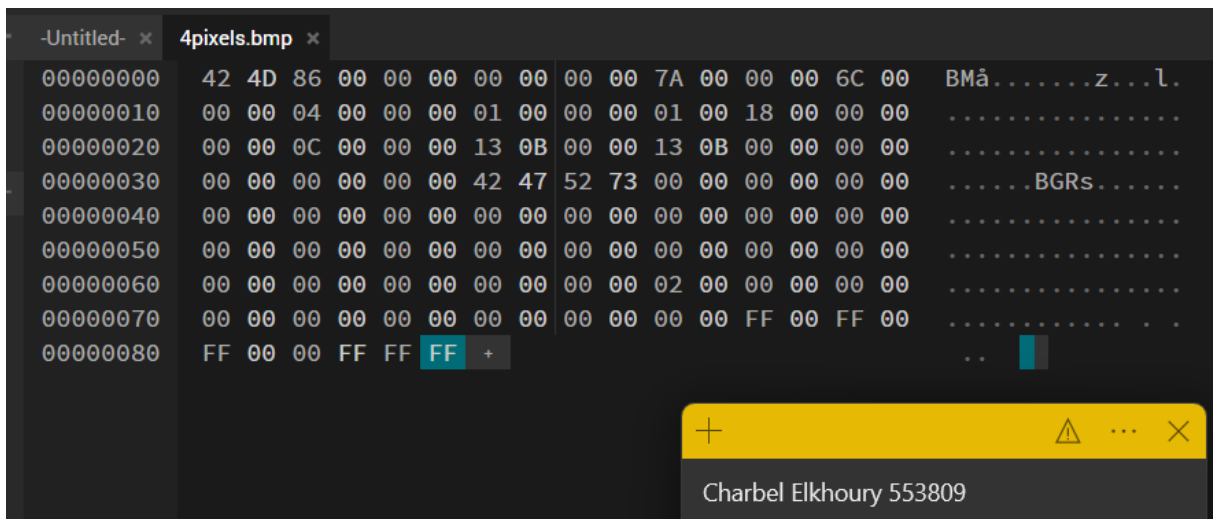 -Untitled- × 4pixels.bmp ×
00000000 42 4D 86 00 00 00 00 00 00 00 7A 00 00 00 6C 00 BMå.......z...l.
00000010 00 00 04 00 00 00 01 00 00 00 01 00 18 00 00 00 ................
00000020 00 00 0C 00 00 00 13 0B 00 00 13 0B 00 00 00 00 ................
00000030 00 00 00 00 00 00 42 47 52 73 00 00 00 00 00 00 ......BGRs......
00000040 00 00 00 00 00 00 00 00 00 00 00 00 00 00 00 00 ................
00000050 00 00 00 00 00 00 00 00 00 00 00 00 00 00 00 00 ................
00000060 00 00 00 00 00 00 00 00 00 00 02 00 00 00 00 00 ................
00000070 00 00 00 00 00 00 00 00 00 00 00 00 FF 00 FF 00 ............ . .
00000080 FF 00 00 FF FF FF + ..
Charbel Elkhoury 553809